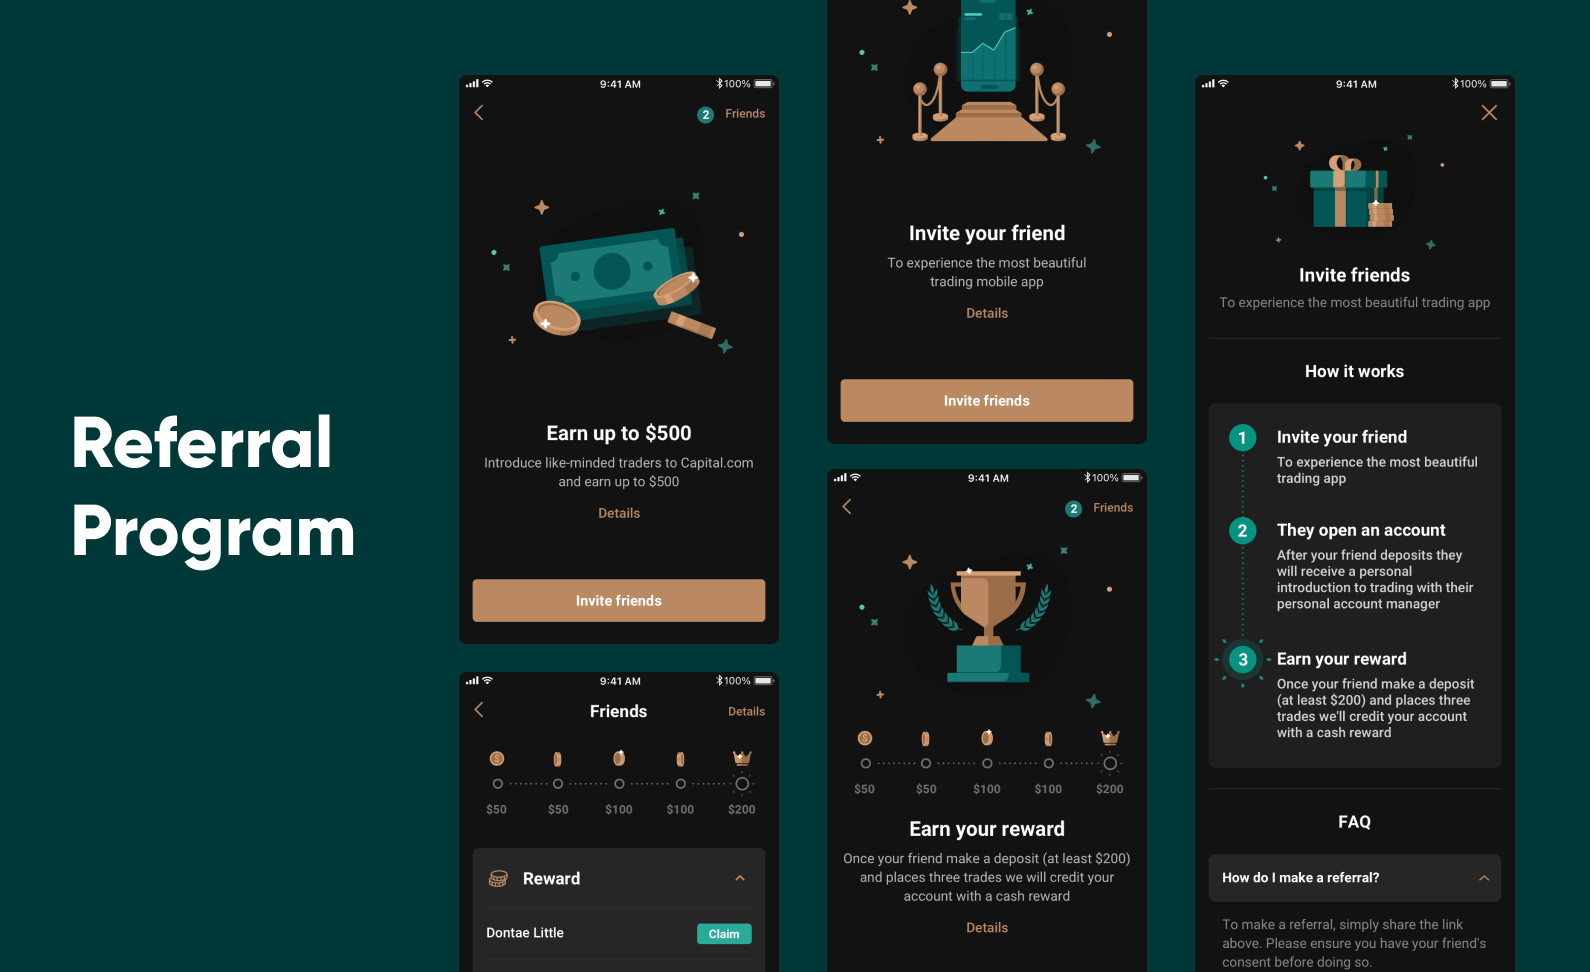 Referral
Program
9:41 AM
100%
2 Friends
Earn up to $500
Introduce like-minded traders to Capital.com
and earn up to $500
Details
Invite friends
9:41 AM
100%
Friends
Details
$50 $50 $100 $100 $200
Reward
Dontae Little
Claim
Invite your friend
To experience the most beautiful
trading mobile app
Details
Invite friends
9:41 AM
100%
2 Friends
$50 $50 $100 $100 $200
Earn your reward
Once your friend make a deposit (at least $200)
and places three trades we will credit your
account with a cash reward
Details
9:41 AM
100%
Invite friends
To experience the most beautiful trading app
How it works
1 Invite your friend
To experience the most beautiful
trading app
2 They open an account
After your friend deposits they
will receive a personal
introduction to trading with their
personal account manager
3 Earn your reward
Once your friend make a deposit
(at least $200) and places three
trades we'll credit your account
with a cash reward
FAQ
How do I make a referral?
To make a referral, simply share the link
above. Please ensure you have your friend's
consent before doing so.